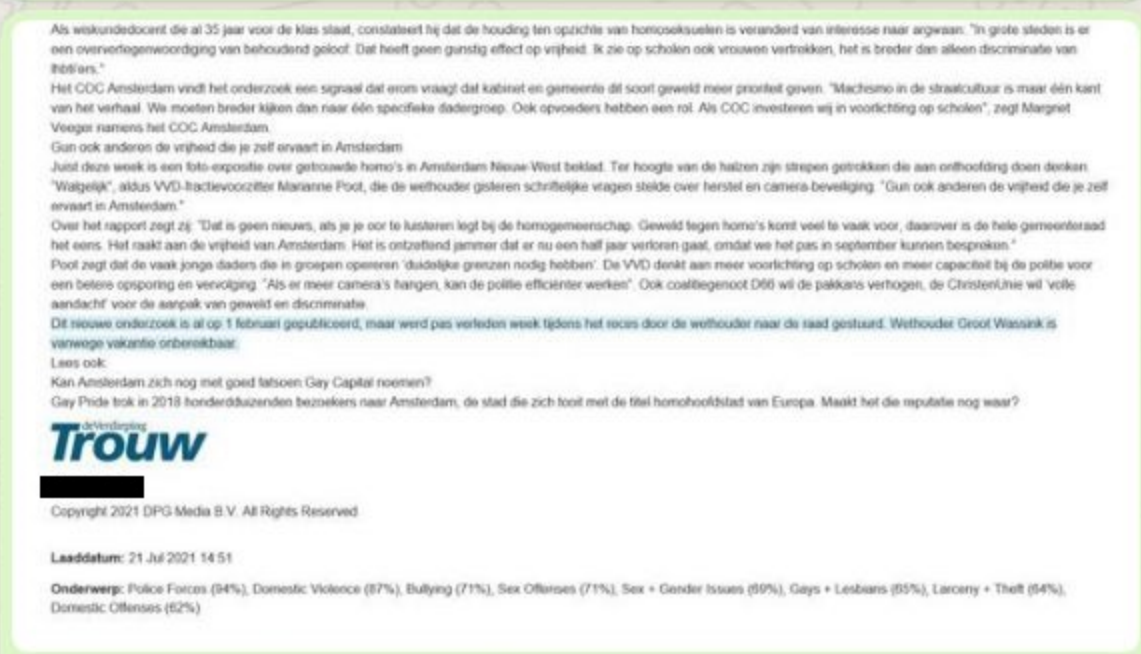 Als wiskundedocent die al 35 jaar voor de klas staat, constateert hij dat de houding ten opzichte van homoseksuelen is veranderd van interesse naar argwaan: "In grote steden is er
een oververtegenwoordiging van behoudend geloof. Dat heeft geen gunstig effect op vrijheid. Ik zie op scholen ook vrouwen vertrekken, het is breder dan alleen discriminatie van
lhbti'ers."
Het COC Amsterdam vindt het onderzoek een signaal dat erom vraagt dat kabinet en gemeente dit soort geweld meer prioriteit geven. "Machismo in de straatcultuur is maar één kant
van het verhaal. We moeten breder kijken dan naar één specifieke dadergroep. Ook opvoeders hebben een rol. Als COC investeren wij in voorlichting op scholen", zegt Margriet
Veeger namens het COC Amsterdam.
Gun ook anderen de vrijheid die je zelf ervaart in Amsterdam
Juist deze week is een foto-expositie over getrouwde homo's in Amsterdam Nieuw-West beklad. Ter hoogte van de halzen zijn strepen getrokken die aan onthoofding doen denken.
"Walgelijk", aldus VVD-fractievoorzitter Marianne Poot, die de wethouder gisteren schriftelijke vragen stelde over herstel en camera-beveiliging. "Gun ook anderen de vrijheid die je zelf
ervaart in Amsterdam."
Over het rapport zegt zij: "Dat is geen nieuws, als je je oor te luisteren legt bij de homogemeenschap. Geweld tegen homo's komt veel te vaak voor, daarover is de hele gemeenteraad
het eens. Het raakt aan de vrijheid van Amsterdam. Het is ontzettend jammer dat er nu een half jaar verloren gaat, omdat we het pas in september kunnen bespreken."
Poot zegt dat de vaak jonge daders die in groepen opereren 'duidelijke grenzen nodig hebben'. De VVD denkt aan meer voorlichting op scholen en meer capaciteit bij de politie voor
een betere opsporing en vervolging. "Als er meer camera's hangen, kan de politie efficiënter werken". Ook coalitiegenoot D66 wil de pakkans verhogen, de ChristenUnie wil 'volle
aandacht' voor de aanpak van geweld en discriminatie.
Dit nieuwe onderzoek is al op 1 februari gepubliceerd, maar werd pas verleden week tijdens het reces door de wethouder naar de raad gestuurd. Wethouder Groot Wassink is
vanwege vakantie onbereikbaar.
Lees ook:
Kan Amsterdam zich nog met goed fatsoen Gay Capital noemen?
Gay Pride trok in 2018 honderdduizenden bezoekers naar Amsterdam, de stad die zich tooit met de titel homohoofdstad van Europa. Maakt het die reputatie nog waar?
deVerdieping
Trouw
Copyright 2021 DPG Media B.V. All Rights Reserved
Laaddatum: 21 Jul 2021 14:51
Onderwerp: Police Forces (94%), Domestic Violence (87%), Bullying (71%), Sex Offenses (71%), Sex + Gender Issues (69%), Gays + Lesbians (65%), Larceny + Theft (64%),
Domestic Offenses (62%)